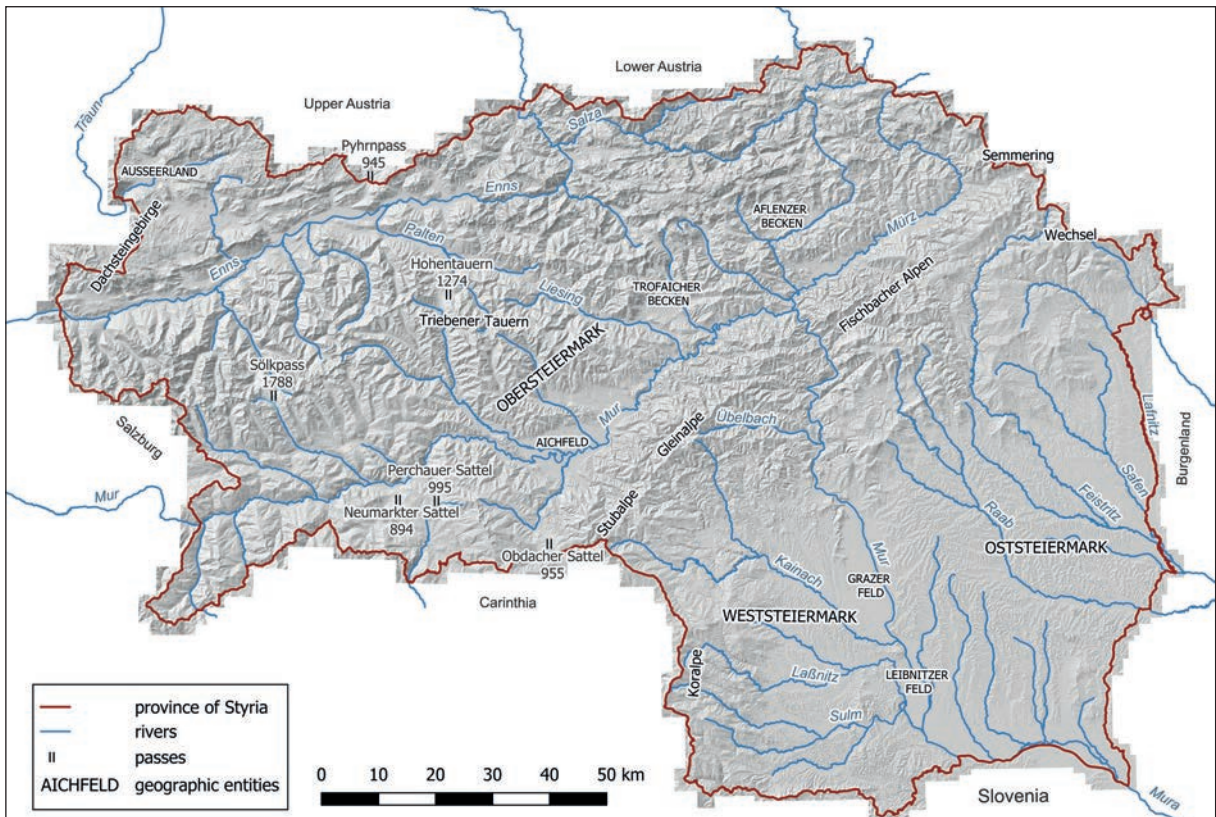 Lower Austria
Upper Austria
Traun
Salza
Pyhrnpass
945
Semmering
AUSSEERLAND
Enns
AFLENZER
BECKEN
Mürz
Wechsel
Dachsteingebirge
Palten
Enns
Hohentauern
1274
TROFAICHER
BECKEN
Liesing
Fischbacher Alpen
Triebener Tauern
OBERSTEIERMARK
Sölkpass
1788
Mur
Gleinalpe
Übelbach
Lafnitz
Salzburg
AICHFELD
Burgenland
Safen
Perchauer Sattel
995
Feistritz
Mur
Neumarkter Sattel
894
Stubalpe
Raab
Obdacher Sattel
955
Mur
OSTSTEIERMARK
Kainach
GRAZER
FELD
Carinthia
WESTSTEIERMARK
Koralpe
Laßnitz
LEIBNITZER
FELD
Sulm
province of Styria
rivers
passes
AICHFELD geographic entities
0 10 20 30 40 50 km
Slovenia
Mura